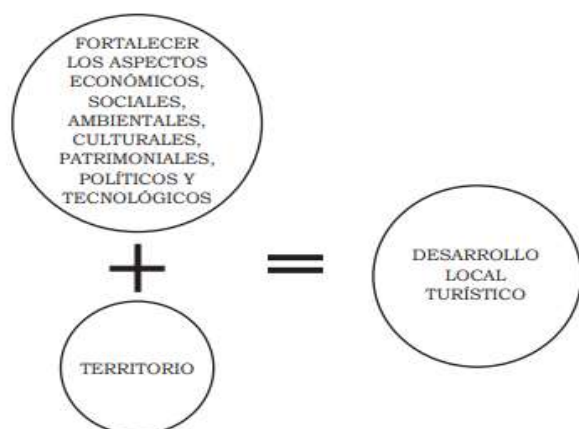 FORTALECER
LOS ASPECTOS
ECONÓMICOS,
SOCIALES,
AMBIENTALES,
CULTURALES,
PATRIMONIALES,
POLÍTICOS Y
TECNOLÓGICOS
+
=
DESARROLLO
LOCAL
TURÍSTICO
TERRITORIO